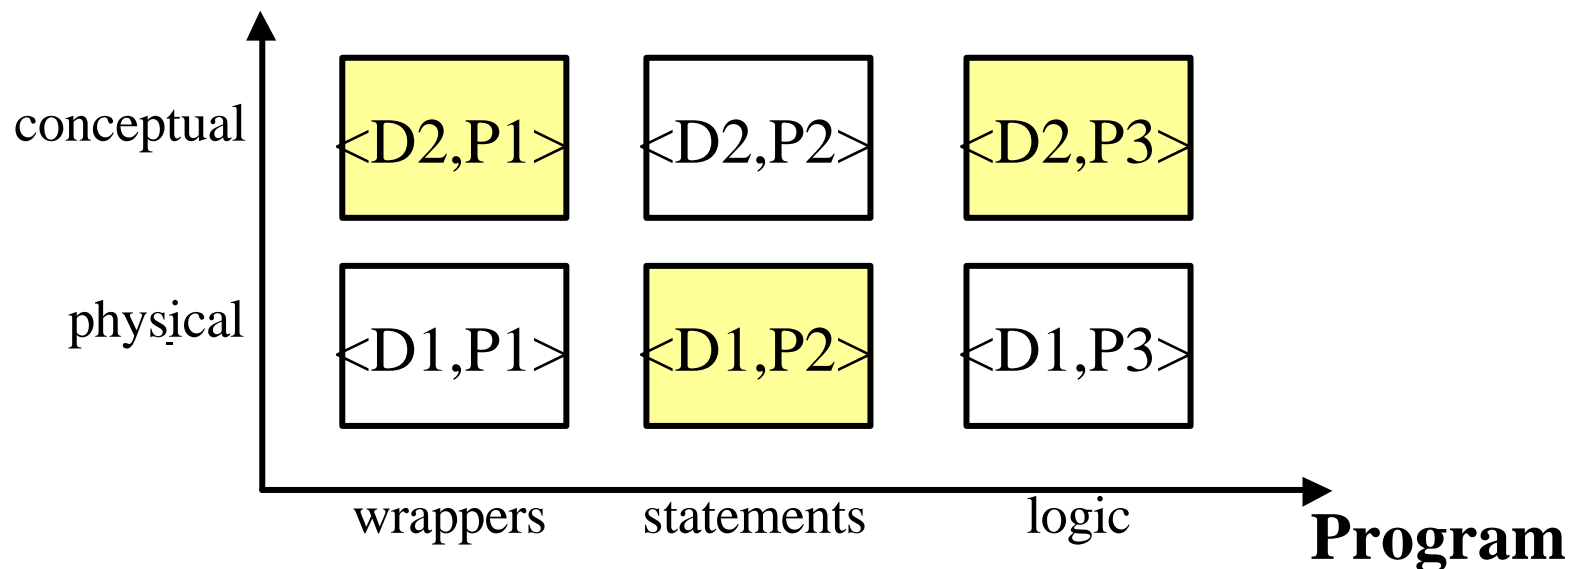 conceptual
<D2,P1>
<D2,P2>
<D2,P3>
physical
<D1,P1>
<D1,P2>
<D1,P3>
wrappers
statements
logic
Program